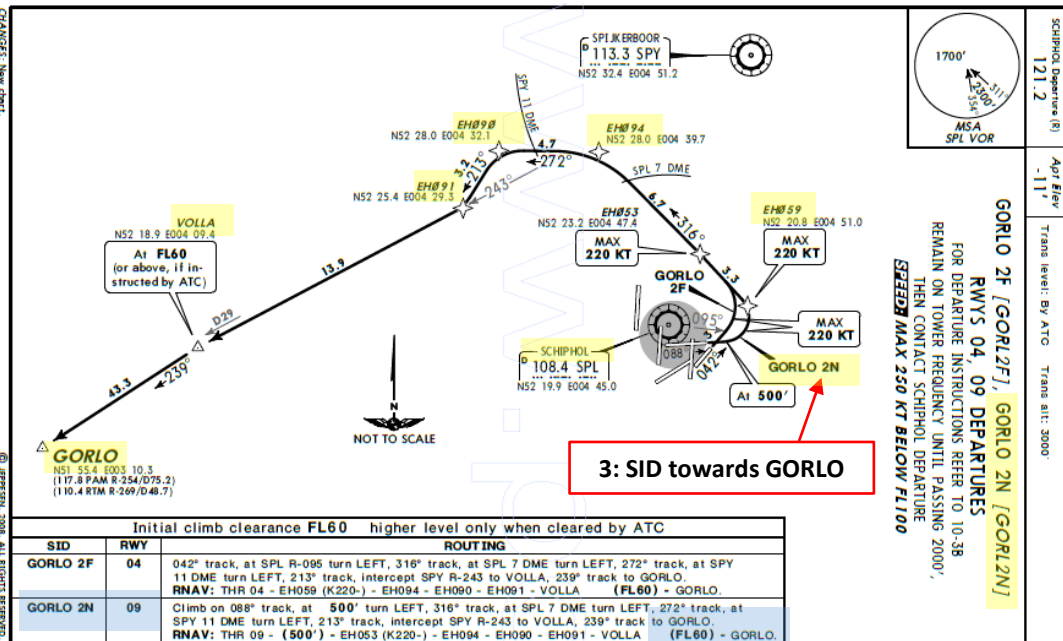 CHANGES: New chart.
SPIJKERBOOR
D 113.3 SPY
N52 32.4 E004 51.2
1700'
2300'
311°
354°
MSA
SPL VOR
SCHIPHOL Departure (R)
121.2
Apt Elev
-11'
Trans level: By ATC Trans alt: 3000'
GORLO 2F [GORL2F], GORLO 2N [GORL2N]
RWYS 04, 09 DEPARTURES
FOR DEPARTURE INSTRUCTIONS REFER TO 10-3B
REMAIN ON TOWER FREQUENCY UNTIL PASSING 2000',
THEN CONTACT SCHIPHOL DEPARTURE
SPEED MAX 250 KT BELOW FL100
SPY 11 DME
EH090
N52 28.0 E004 32.1
4.7
272°
EH094
N52 28.0 E004 39.7
SPL 7 DME
3.2
213°
EH091
N52 25.4 E004 29.3
243°
6.7
316°
EH053
N52 23.2 E004 47.4
MAX
220 KT
EH059
N52 20.8 E004 51.0
MAX
220 KT
VOLLA
N52 18.9 E004 09.4
At FL60
(or above, if in-
structed by ATC)
13.9
D29
GORLO
2F
3.3
095°
088°
042°
MAX
220 KT
SCHIPHOL
D 108.4 SPL
N52 19.9 E004 45.0
GORLO 2N
At 500'
43.3
239°
N
NOT TO SCALE
3: SID towards GORLO
GORLO
N51 55.4 E003 10.3
(117.8 PAM R-254/D75.2)
(110.4 RTM R-269/D48.7)
Initial climb clearance FL60 higher level only when cleared by ATC
SID RWY ROUTING
GORLO 2F 04 042° track, at SPL R-095 turn LEFT, 316° track, at SPL 7 DME turn LEFT, 272° track, at SPY
11 DME turn LEFT, 213° track, intercept SPY R-243 to VOLLA, 239° track to GORLO.
RNAV: THR 04 - EH059 (K220-) - EH094 - EH090 - EH091 - VOLLA (FL60) - GORLO.
GORLO 2N 09 Climb on 088° track, at 500' turn LEFT, 316° track, at SPL 7 DME turn LEFT, 272° track, at
SPY 11 DME turn LEFT, 213° track, intercept SPY R-243 to VOLLA, 239° track to GORLO.
RNAV: THR 09 - (500') - EH053 (K220-) - EH094 - EH090 - EH091 - VOLLA (FL60) - GORLO.
© JEPPESEN, 2008. ALL RIGHTS RESERVED.